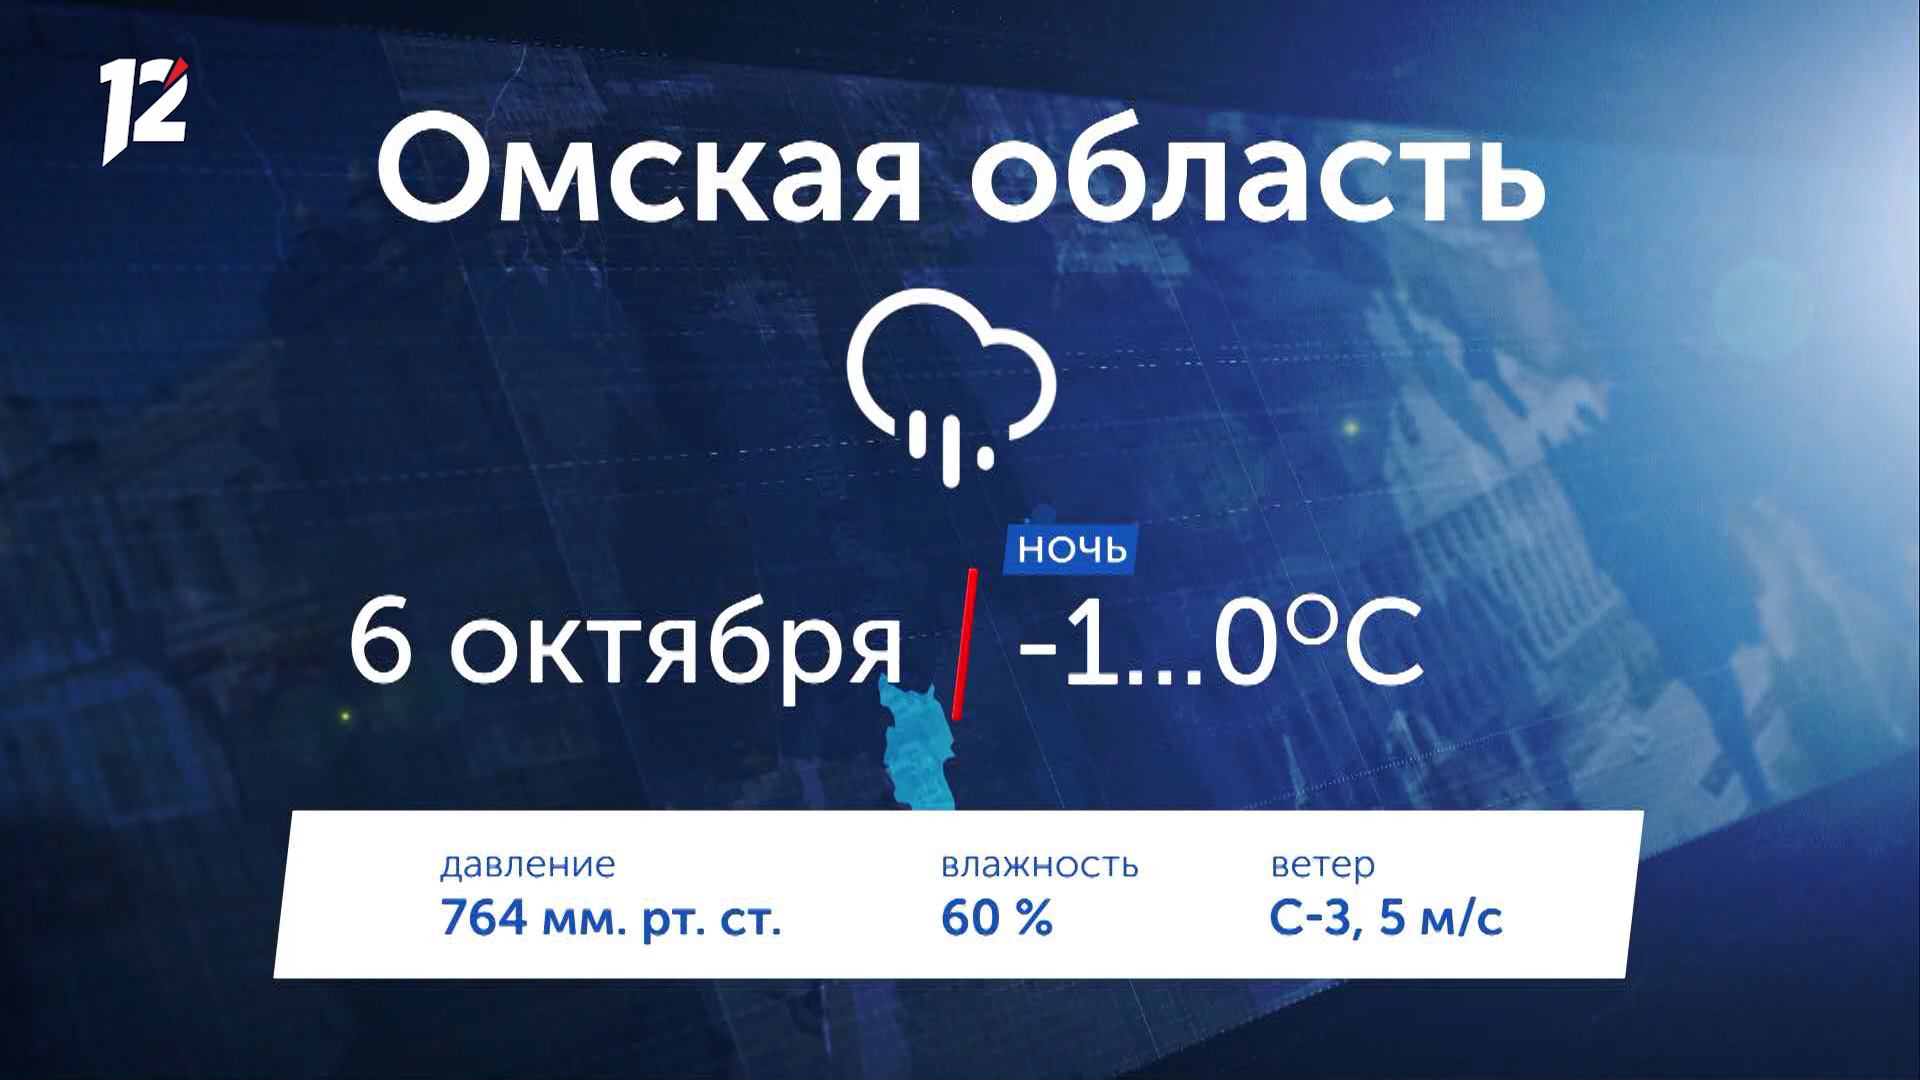 12
Омская область
ночь
6 октября / -1...0°С
давление
764 мм. рт. ст.
влажность
60 %
ветер
С-З, 5 м/с